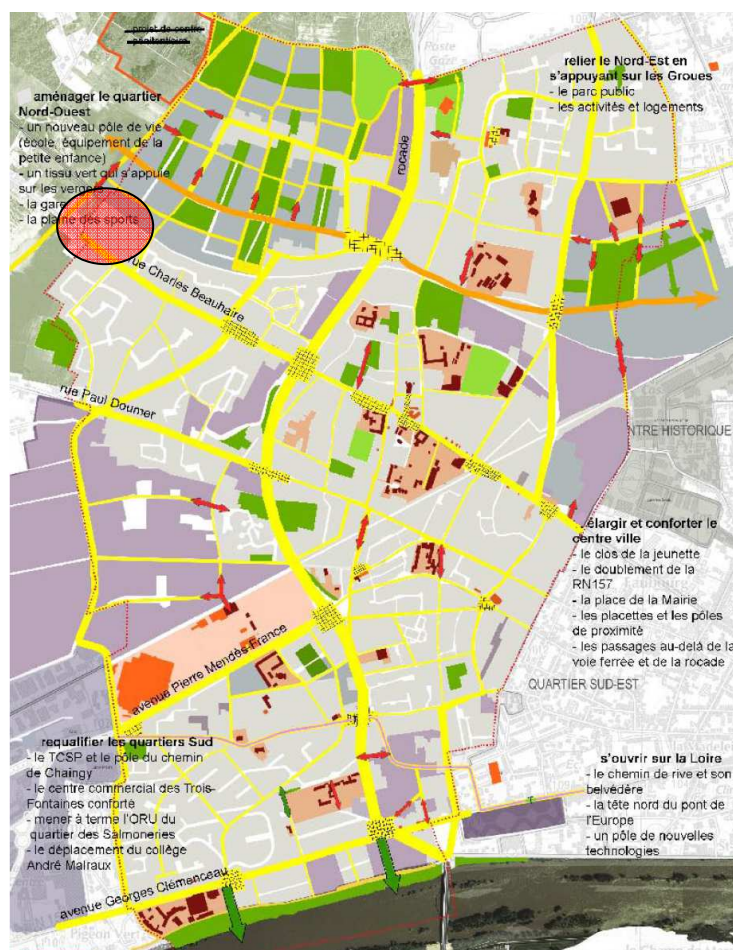 projet de centre
pénitentiaire
aménager le quartier
Nord-Ouest
- un nouveau pôle de vie
(école, équipement de la
petite enfance)
- un tissu vert qui s'appuie
sur les vergers
- la gare
- la plaine des sports
Poste
Gaz
relier le Nord-Est en
s'appuyant sur les Groues
- le parc public
- les activités et logements
rocade
rue Charles Beauhaire
rue Paul Doumer
NTRE HISTORIQUE
élargir et conforter le
centre ville
- le clos de la jeunette
- le doublement de la
RN157
- la place de la Mairie
- les placettes et les pôles
de proximité
- les passages au-delà de la
voie ferrée et de la rocade
avenue Pierre Mendès-France
QUARTIER SUD-EST
requalifier les quartiers Sud
- le TCSP et le pôle du chemin
de Chaingy
- le centre commercial des Trois-
Fontaines conforté
- mener à terme l'ORU du
quartier des Salmoneries
- le déplacement du collège
André Malraux
s'ouvrir sur la Loire
- le chemin de rive et son
belvédère
- la tête nord du pont de
l'Europe
- un pôle de nouvelles
technologies
avenue Georges Clémenceau
Pigeon Vert